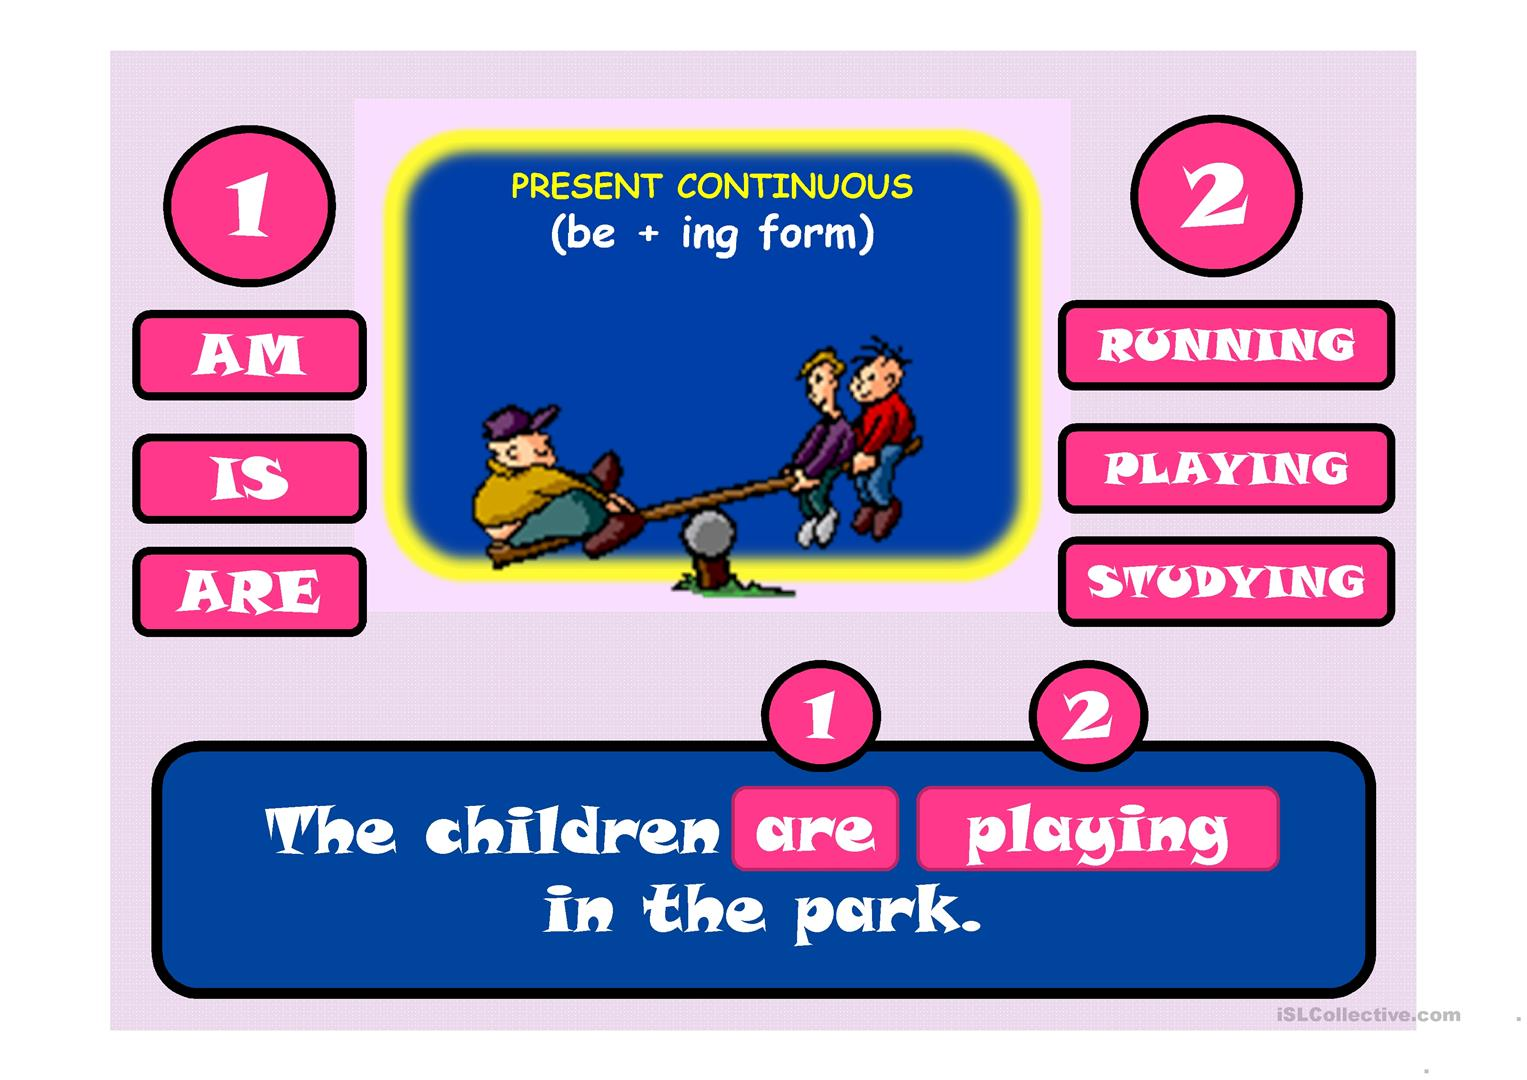 1
PRESENT CONTINUOUS
(be + ing form)
2
AM
IS
ARE
RUNNING
PLAYING
STUDYING
1
2
The children are playing
in the park.
iSLCollective.com